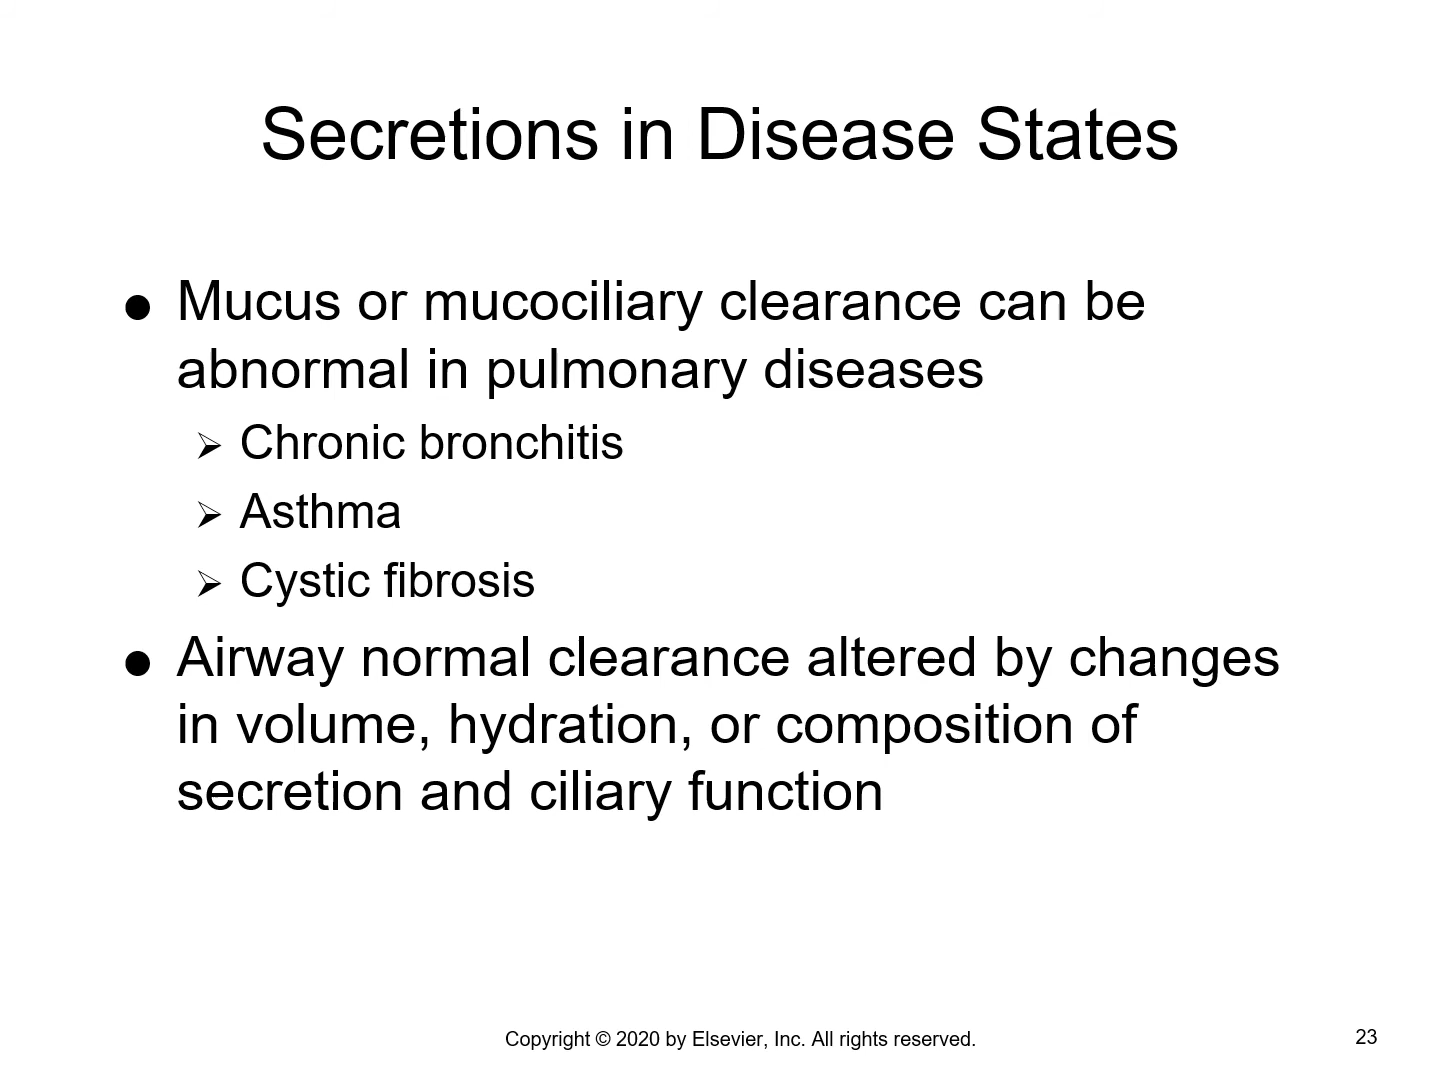 Secretions in Disease States
● Mucus or mucociliary clearance can be
abnormal in pulmonary diseases
➢ Chronic bronchitis
➢ Asthma
➢ Cystic fibrosis
● Airway normal clearance altered by changes
in volume, hydration, or composition of
secretion and ciliary function
Copyright © 2020 by Elsevier, Inc. All rights reserved.
23